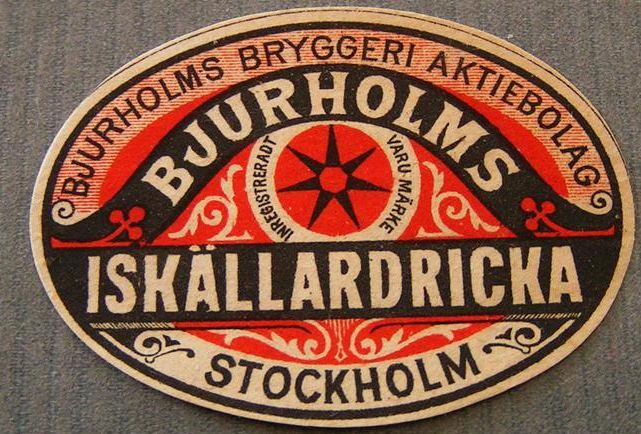 BJURHOLMS BRYGGERI AKTIEBOLAG
BJURHOLMS
INREGISTRERADT VARU-MÄRKE
ISKÄLLARDRICKA
STOCKHOLM